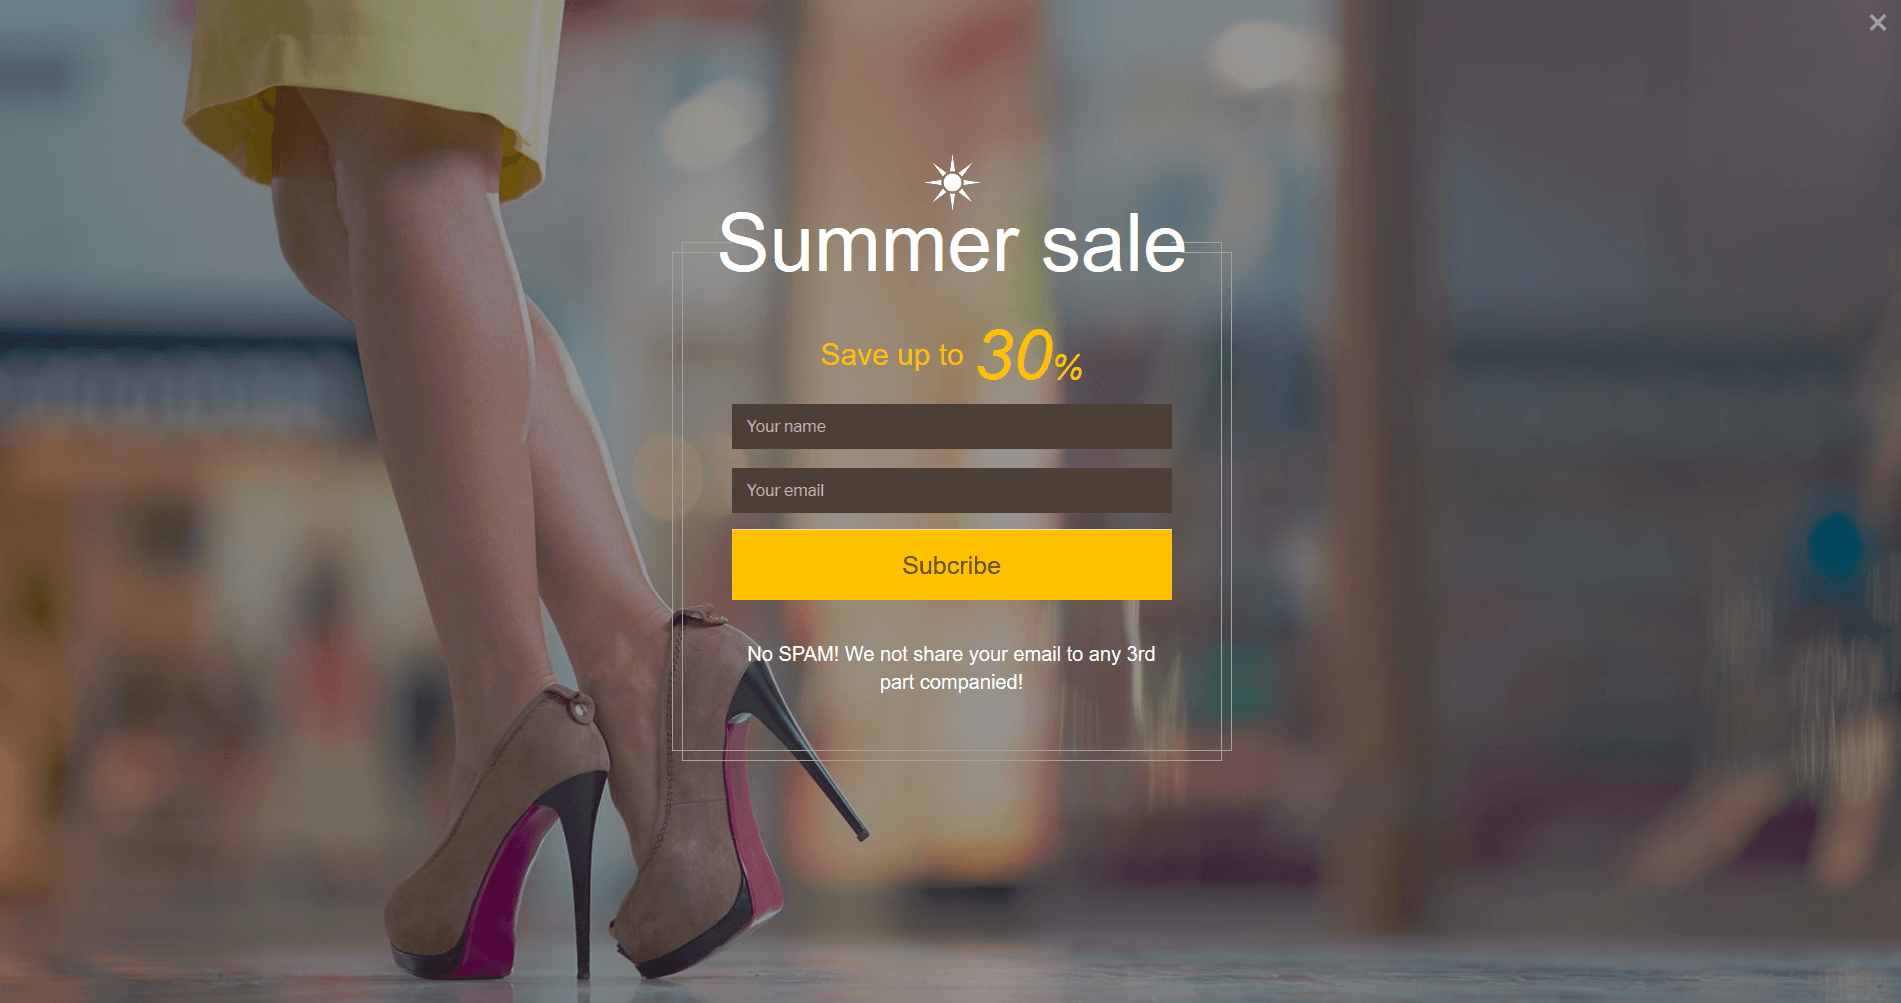 Summer sale
Save up to 30%
Your name
Your email
Subcribe
No SPAM! We not share your email to any 3rd
part companied!